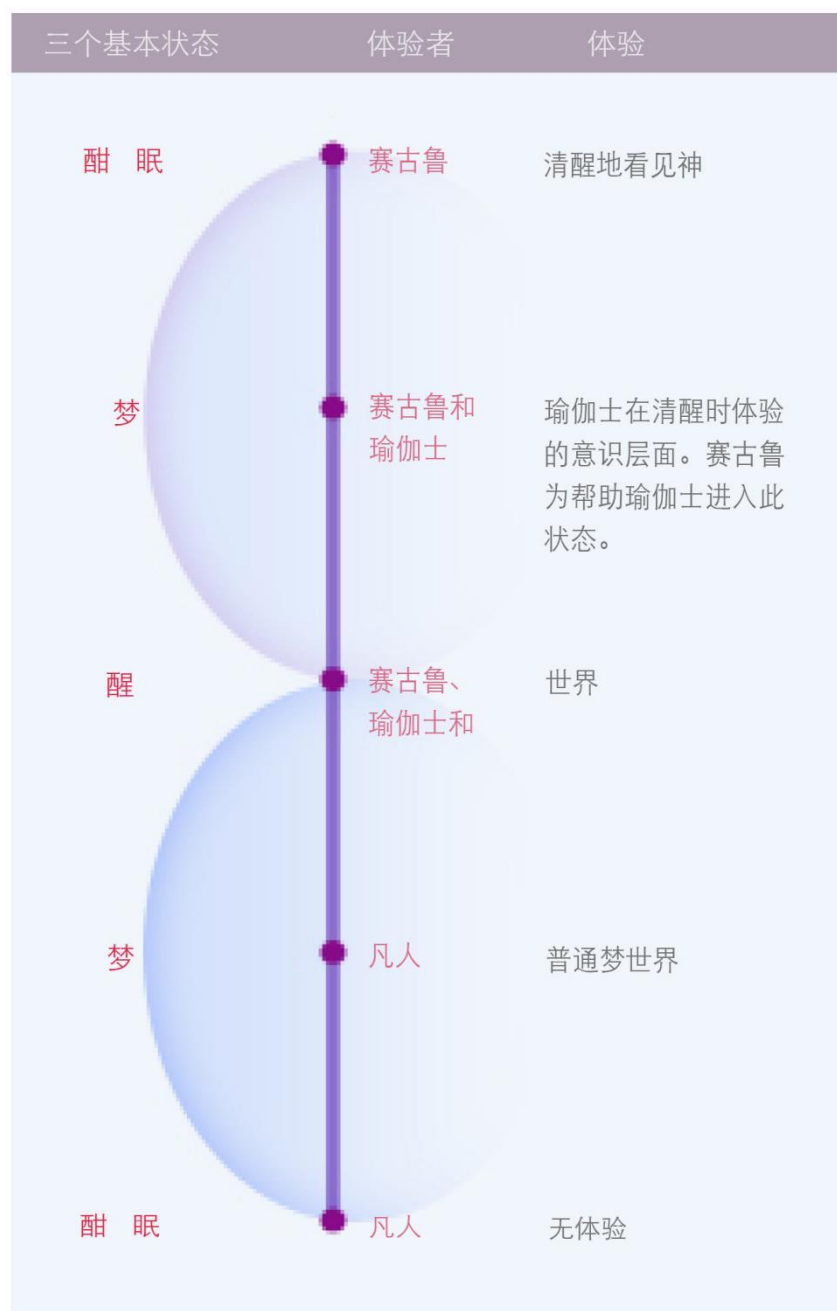 三个基本状态 体验者 体验
酣 眠 赛古鲁 清醒地看见神
梦 赛古鲁和 瑜伽士在清醒时体验
瑜伽士 的意识层面。赛古鲁
为帮助瑜伽士进入此
状态。
醒 赛古鲁、 世界
瑜伽士和
梦 凡人 普通梦世界
酣 眠 凡人 无体验